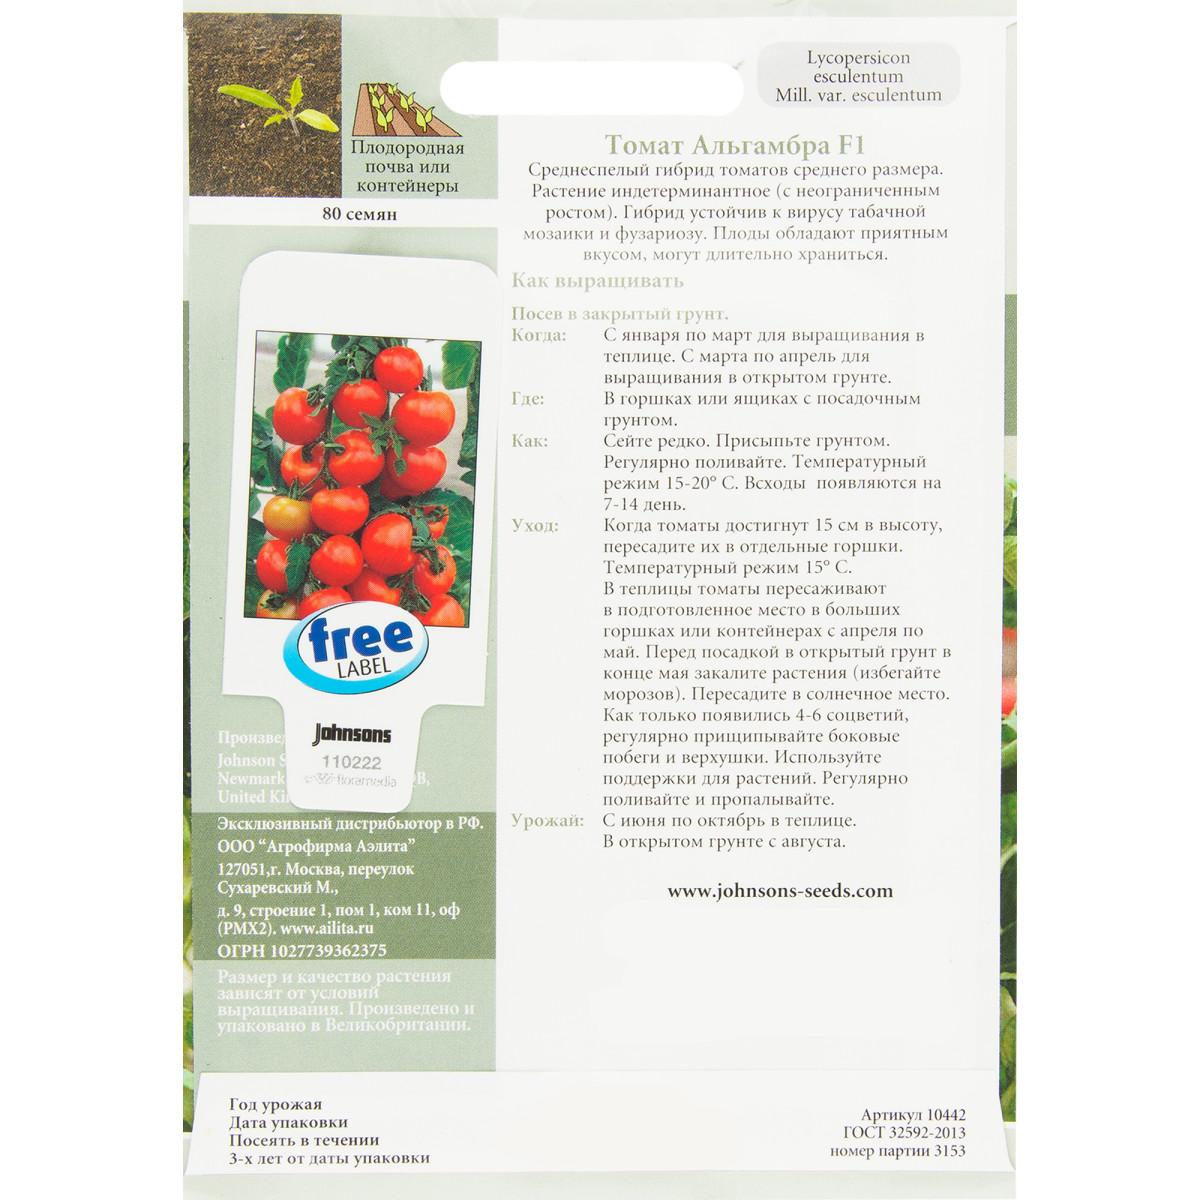 Плодородная
почва или
контейнеры
80 семян
free
LABEL
Johnsons
110222
floramedia
Johnson
United
Эксклюзивный дистрибьютор в РФ.
ООО “Агрофирма Аэлита”
127051,г. Москва, переулок
Сухаревский М.,
д. 9, строение 1, пом 1, ком 11, оф
(РМХ2). www.ailita.ru
ОГРН 1027739362375
Размер и качество растения
зависят от условий
выращивания. Произведено и
упаковано в Великобритании.
Lycopersicon
esculentum
Mill. var. esculentum
Томат Альгамбра F1
Среднеспелый гибрид томатов среднего размера.
Растение индетерминантное (с неограниченным
ростом). Гибрид устойчив к вирусу табачной
мозаики и фузариозу. Плоды обладают приятным
вкусом, могут длительно храниться.
Как выращивать
Посев в закрытый грунт.
Когда: С января по март для выращивания в
теплице. С марта по апрель для
выращивания в открытом грунте.
Где: В горшках или ящиках с посадочным
грунтом.
Как: Сейте редко. Присыпьте грунтом.
Регулярно поливайте. Температурный
режим 15-20° С. Всходы появляются на
7-14 день.
Уход: Когда томаты достигнут 15 см в высоту,
пересадите их в отдельные горшки.
Температурный режим 15° С.
В теплицы томаты пересаживают
в подготовленное место в больших
горшках или контейнерах с апреля по
май. Перед посадкой в открытый грунт в
конце мая закалите растения (избегайте
морозов). Пересадите в солнечное место.
Как только появились 4-6 соцветий,
регулярно прищипывайте боковые
побеги и верхушки. Используйте
поддержки для растений. Регулярно
поливайте и пропалывайте.
Урожай: С июня по октябрь в теплице.
В открытом грунте с августа.
www.johnsons-seeds.com
Год урожая
Дата упаковки
Посеять в течении
3-х лет от даты упаковки
Артикул 10442
ГОСТ 32592-2013
номер партии 3153